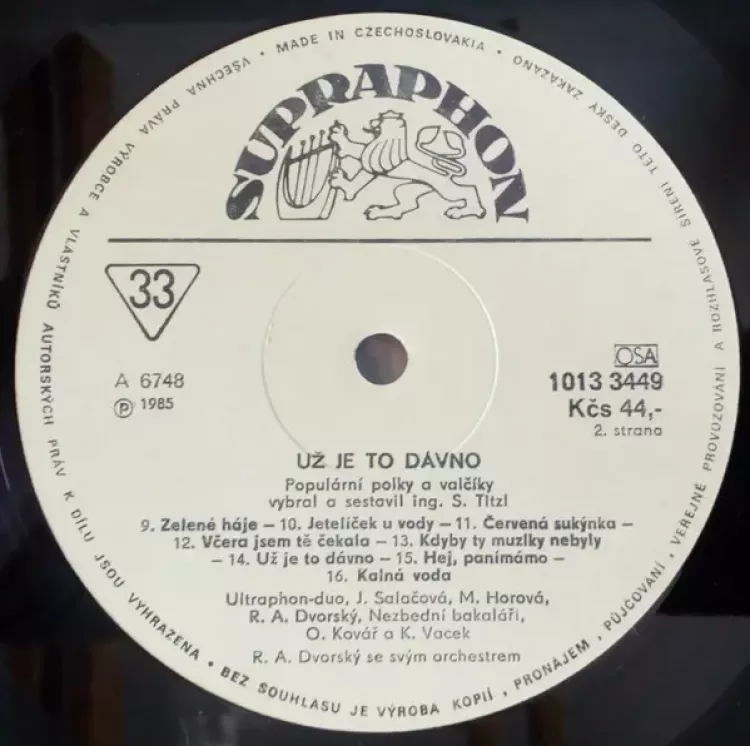 • MADE IN CZECHOSLOVAKIA •
VŠECHNA PRÁVA VÝROBCE A VLASTNÍKŮ AUTORSKÝCH PRÁV K DÍLU JSOU VYHRAZENA • BEZ SOUHLASU JE VÝROBA KOPIÍ, PRONÁJEM, PŮJČOVÁNÍ, VEŘEJNÉ PROVOZOVÁNÍ A ROZHLASOVÉ ŠÍŘENÍ TÉTO DESKY ZAKÁZÁNO
SUPRAPHON
33
A 6748
Ⓟ 1985
OSA
1013 3449
Kčs 44,-
2. strana
UŽ JE TO DÁVNO
Populární polky a valčíky
vybral a sestavil ing. S. Titzl
9. Zelené háje – 10. Jetelíček u vody – 11. Červená sukýnka –
12. Včera jsem tě čekala – 13. Kdyby ty muziky nebyly
– 14. Už je to dávno – 15. Hej, panímámo –
16. Kalná voda
Ultraphon-duo, J. Salačová, M. Horová,
R. A. Dvorský, Nezbední bakaláři,
O. Kovář a K. Vacek
R. A. Dvorský se svým orchestrem